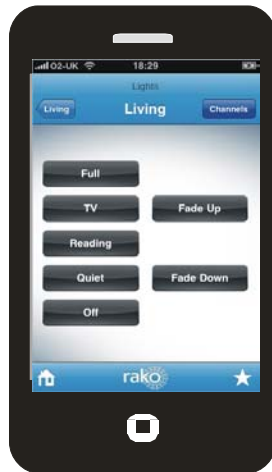 O2-UK 18:29
Lights
Living Living Channels
Full
TV Fade Up
Reading
Quiet Fade Down
Off
rako